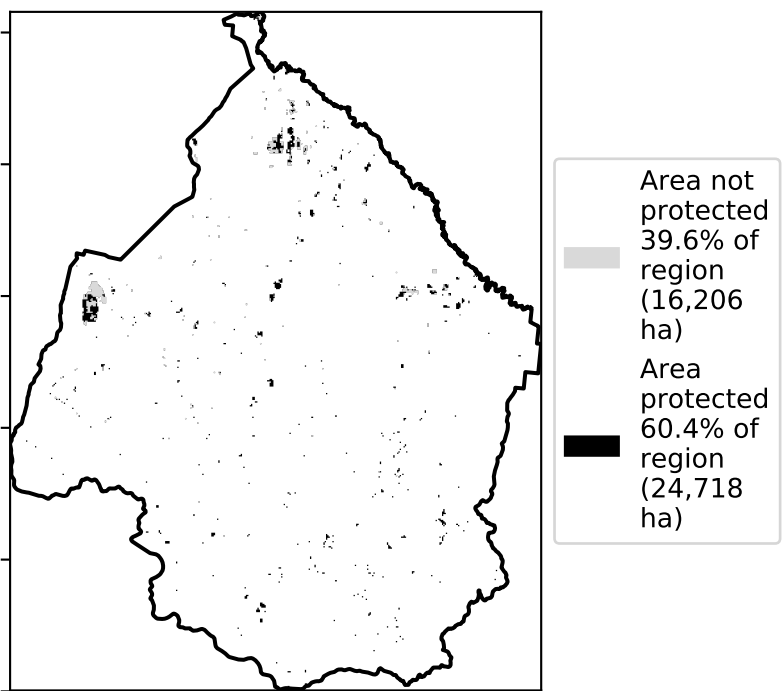 Area not
protected
39.6% of
region
(16,206
ha)
Area
protected
60.4% of
region
(24,718
ha)